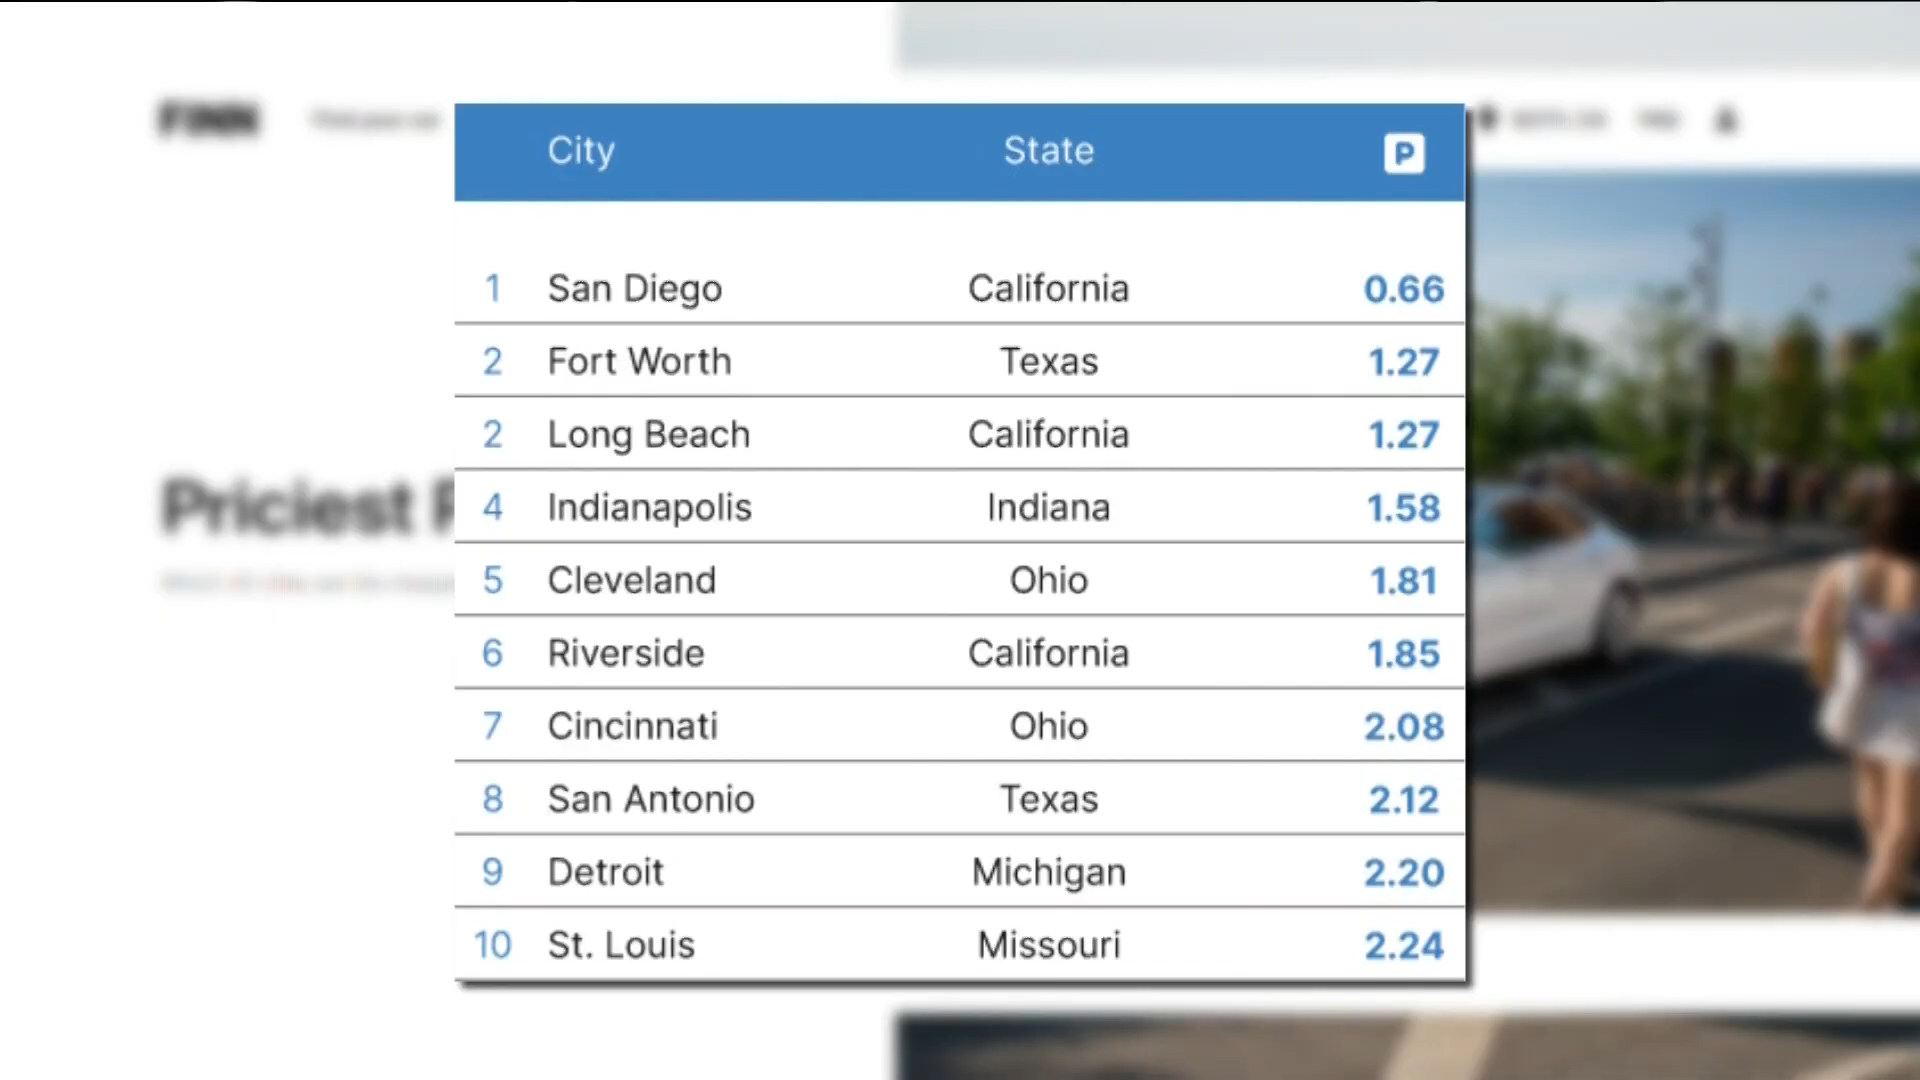 FINN
City State P
1 San Diego California 0.66
2 Fort Worth Texas 1.27
2 Long Beach California 1.27
4 Indianapolis Indiana 1.58
5 Cleveland Ohio 1.81
6 Riverside California 1.85
Priciest
7 Cincinnati Ohio 2.08
8 San Antonio Texas 2.12
9 Detroit Michigan 2.20
10 St. Louis Missouri 2.24